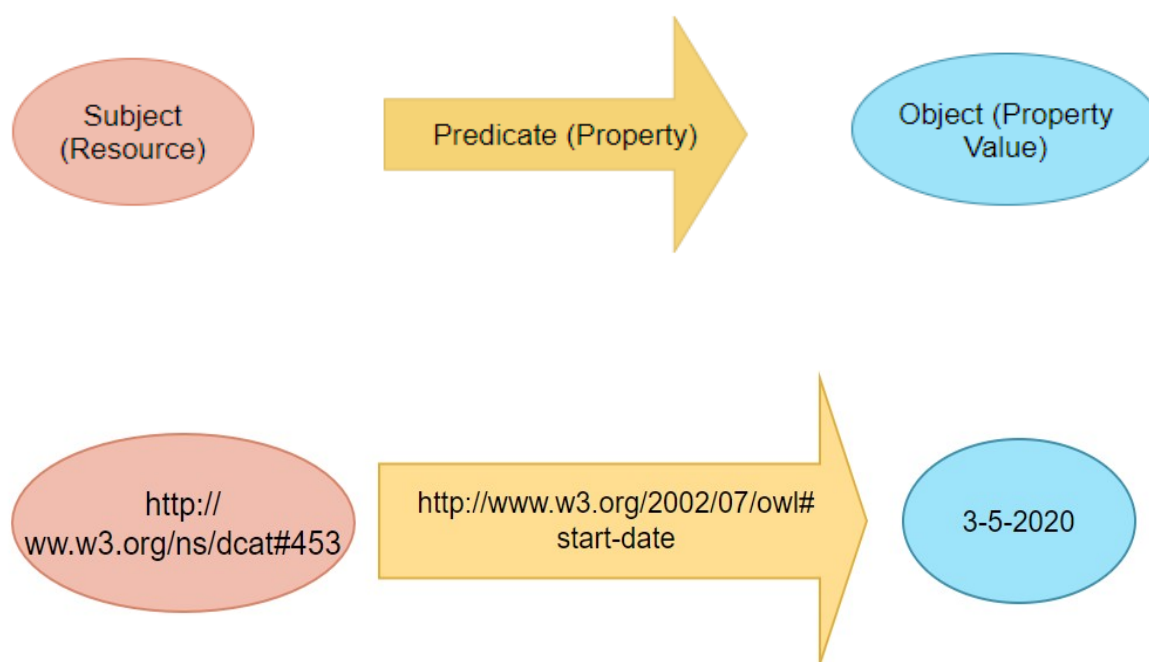 Subject
(Resource)
Predicate (Property)
Object (Property
Value)
http://
ww.w3.org/ns/dcat#453
http://www.w3.org/2002/07/owl#
start-date
3-5-2020